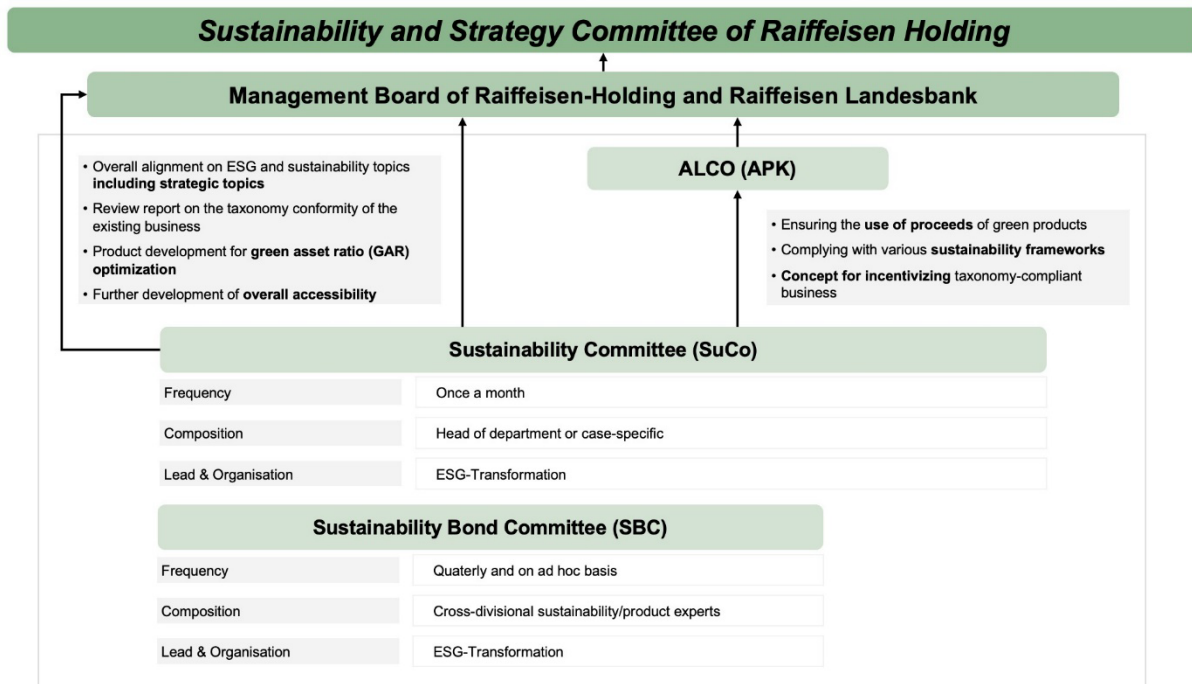 Sustainability and Strategy Committee of Raiffeisen Holding
Management Board of Raiffeisen-Holding and Raiffeisen Landesbank
• Overall alignment on ESG and sustainability topics
including strategic topics
• Review report on the taxonomy conformity of the
existing business
• Product development for green asset ratio (GAR)
optimization
• Further development of overall accessibility
ALCO (APK)
• Ensuring the use of proceeds of green products
• Complying with various sustainability frameworks
• Concept for incentivizing taxonomy-compliant
business
Sustainability Committee (SuCo)
Frequency
Once a month
Composition
Head of department or case-specific
Lead & Organisation
ESG-Transformation
Sustainability Bond Committee (SBC)
Frequency
Quaterly and on ad hoc basis
Composition
Cross-divisional sustainability/product experts
Lead & Organisation
ESG-Transformation